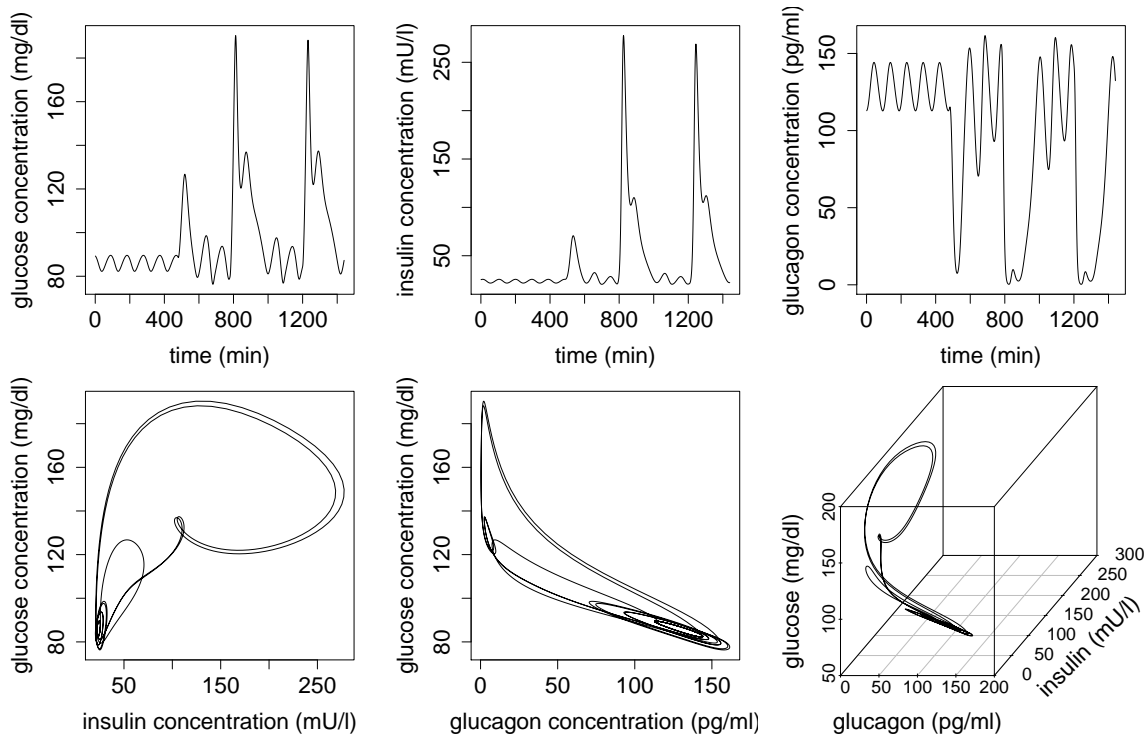 glucose concentration (mg/dl)
80 120 160
0 400 800 1200
time (min)
insulin concentration (mU/l)
50 150 250
0 400 800 1200
time (min)
glucagon concentration (pg/ml)
0 50 100 150
0 400 800 1200
time (min)
glucose concentration (mg/dl)
80 120 160
50 150 250
insulin concentration (mU/l)
glucose concentration (mg/dl)
80 120 160
0 50 100 150
glucagon concentration (pg/ml)
glucose (mg/dl)
50 100 150 200
0 50 100 150 200
glucagon (pg/ml)
0 50 100 150 200 250 300
insulin (mU/l)